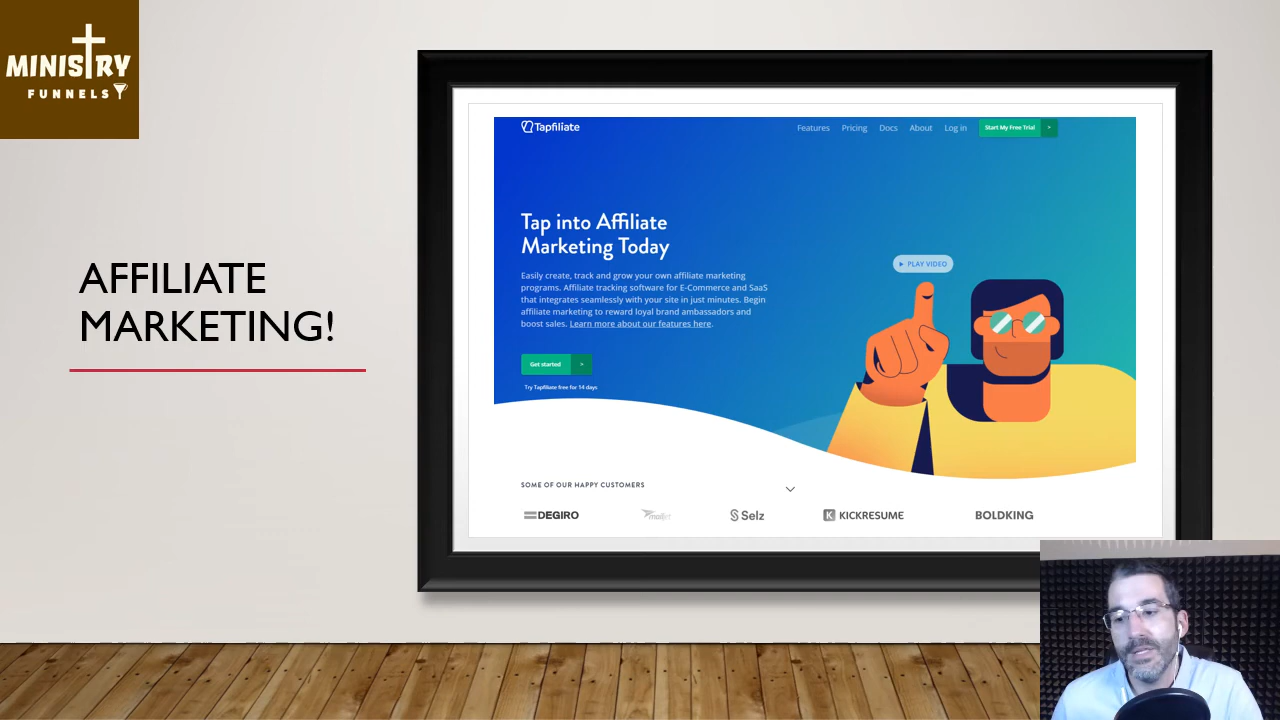 MINISTRY
FUNNELS
AFFILIATE
MARKETING!
Tapfiliate
Features Pricing Docs About Log in Start My Free Trial >
Tap into Affiliate
Marketing Today
Easily create, track and grow your own affiliate marketing
programs. Affiliate tracking software for E-Commerce and SaaS
that integrates seamlessly with your site in just minutes. Begin
affiliate marketing to reward loyal brand ambassadors and
boost sales. Learn more about our features here.
PLAY VIDEO
Get started >
Try Tapfiliate free for 14 days
SOME OF OUR HAPPY CUSTOMERS
DEGIRO mailjet Selz K KICKRESUME BOLDKING